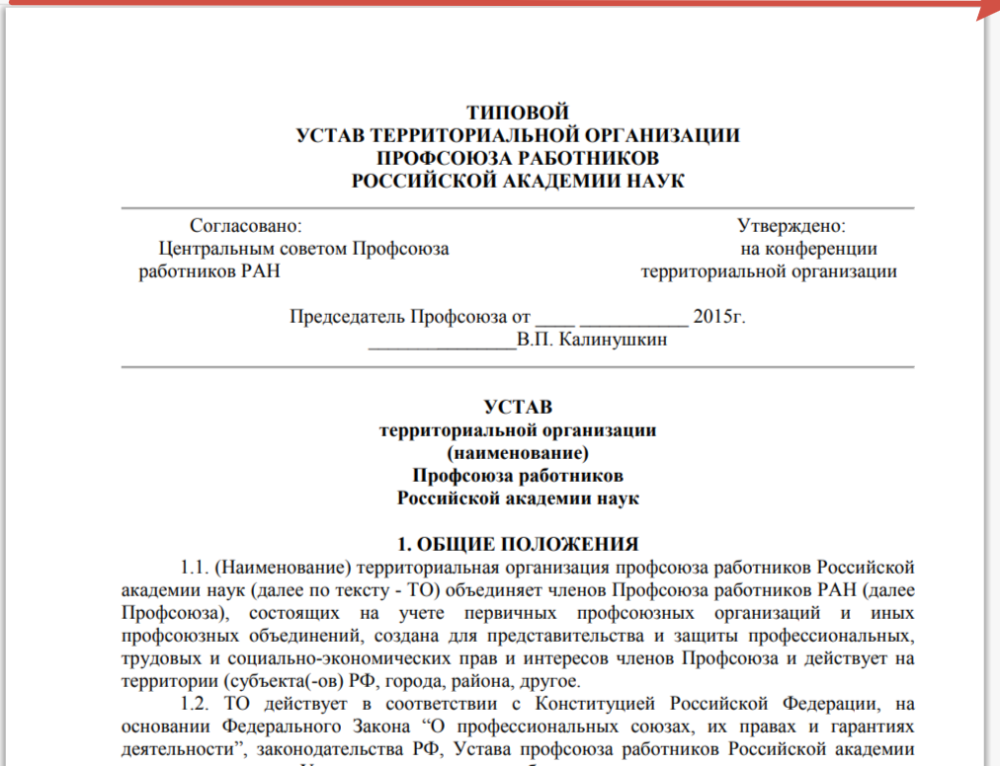 ТИПОВОЙ
УСТАВ ТЕРРИТОРИАЛЬНОЙ ОРГАНИЗАЦИИ
ПРОФСОЮЗА РАБОТНИКОВ
РОССИЙСКОЙ АКАДЕМИИ НАУК
Согласовано: Утверждено:
Центральным советом Профсоюза на конференции
работников РАН территориальной организации
Председатель Профсоюза от ____ ___________ 2015г.
_______________В.П. Калинушкин
УСТАВ
территориальной организации
(наименование)
Профсоюза работников
Российской академии наук
1. ОБЩИЕ ПОЛОЖЕНИЯ
1.1. (Наименование) территориальная организация профсоюза работников Российской
академии наук (далее по тексту - ТО) объединяет членов Профсоюза работников РАН (далее
Профсоюза), состоящих на учете первичных профсоюзных организаций и иных
профсоюзных объединений, создана для представительства и защиты профессиональных,
трудовых и социально-экономических прав и интересов членов Профсоюза и действует на
территории (субъекта(-ов) РФ, города, района, другое.
1.2. ТО действует в соответствии с Конституцией Российской Федерации, на
основании Федерального Закона “О профессиональных союзах, их правах и гарантиях
деятельности”, законодательства РФ, Устава профсоюза работников Российской академии